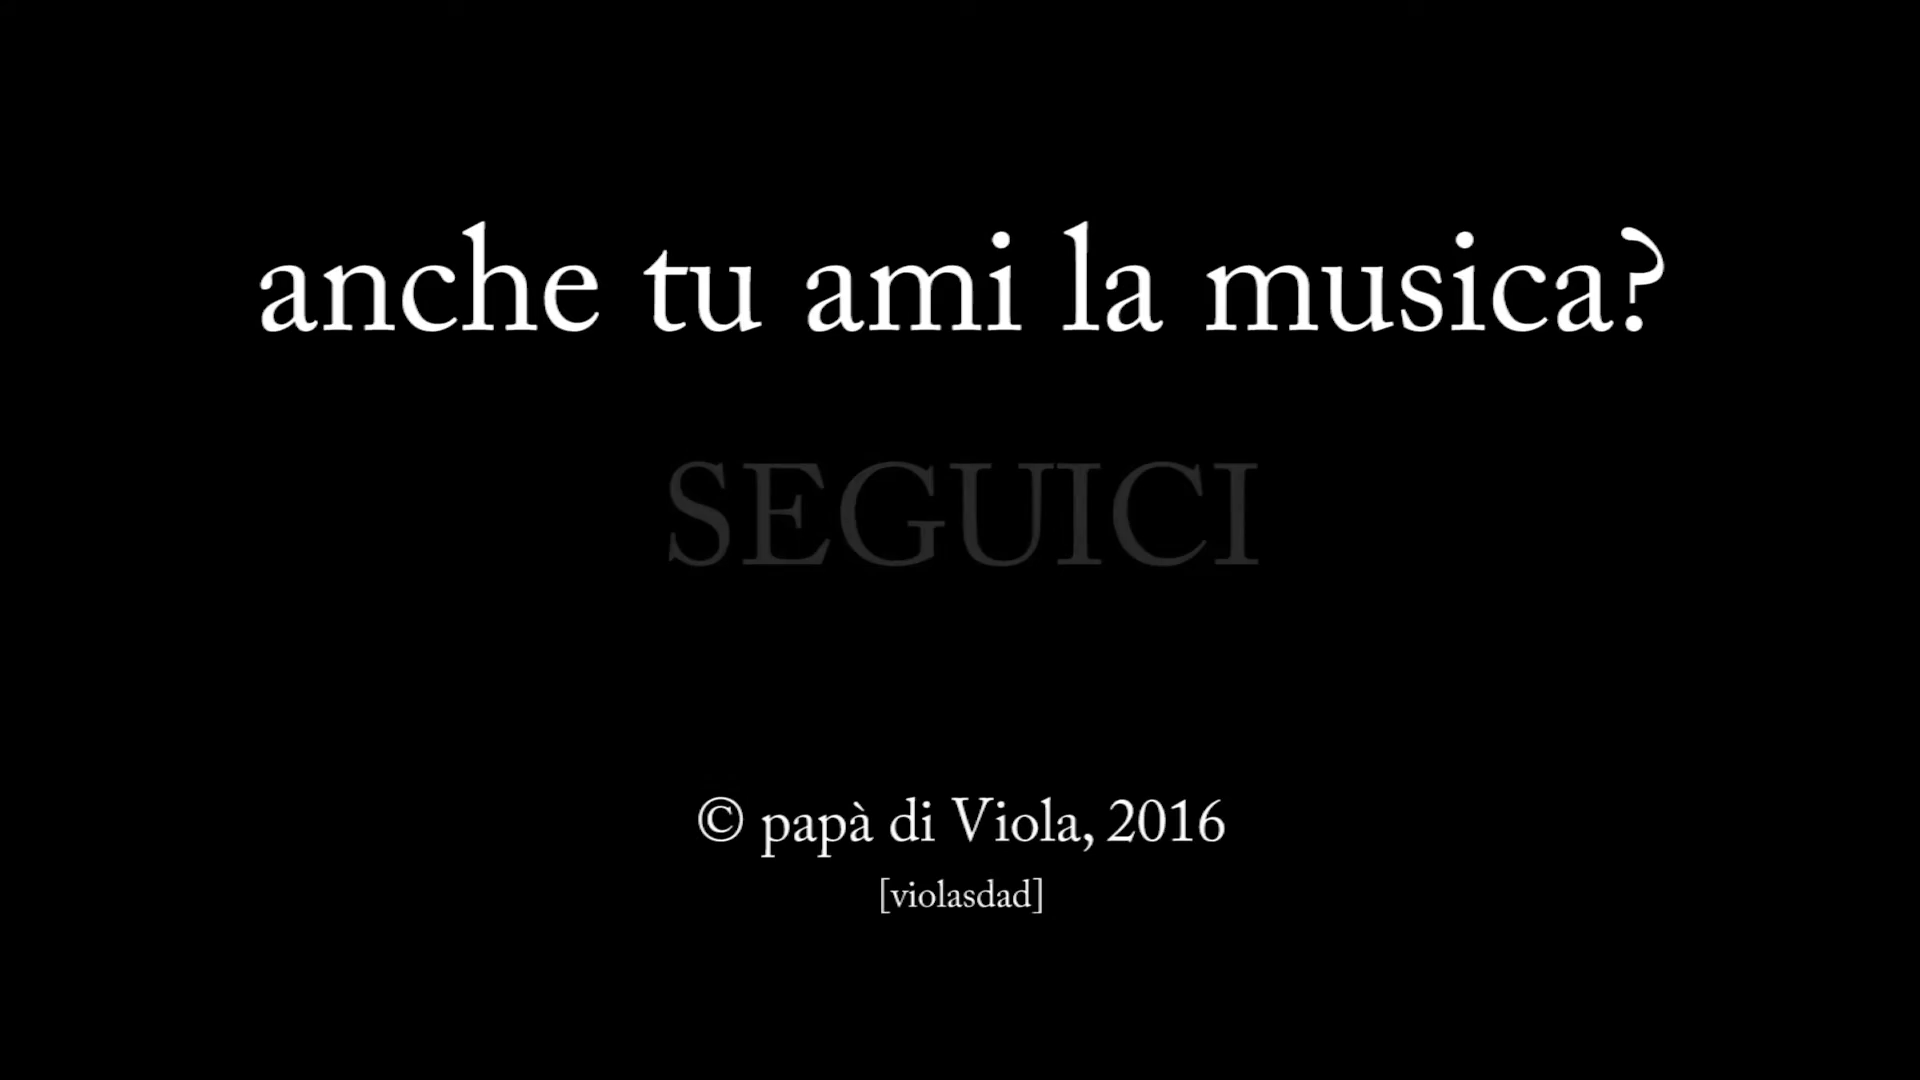 anche tu ami la musica?
SEGUICI
© papà di Viola, 2016
[violasdad]